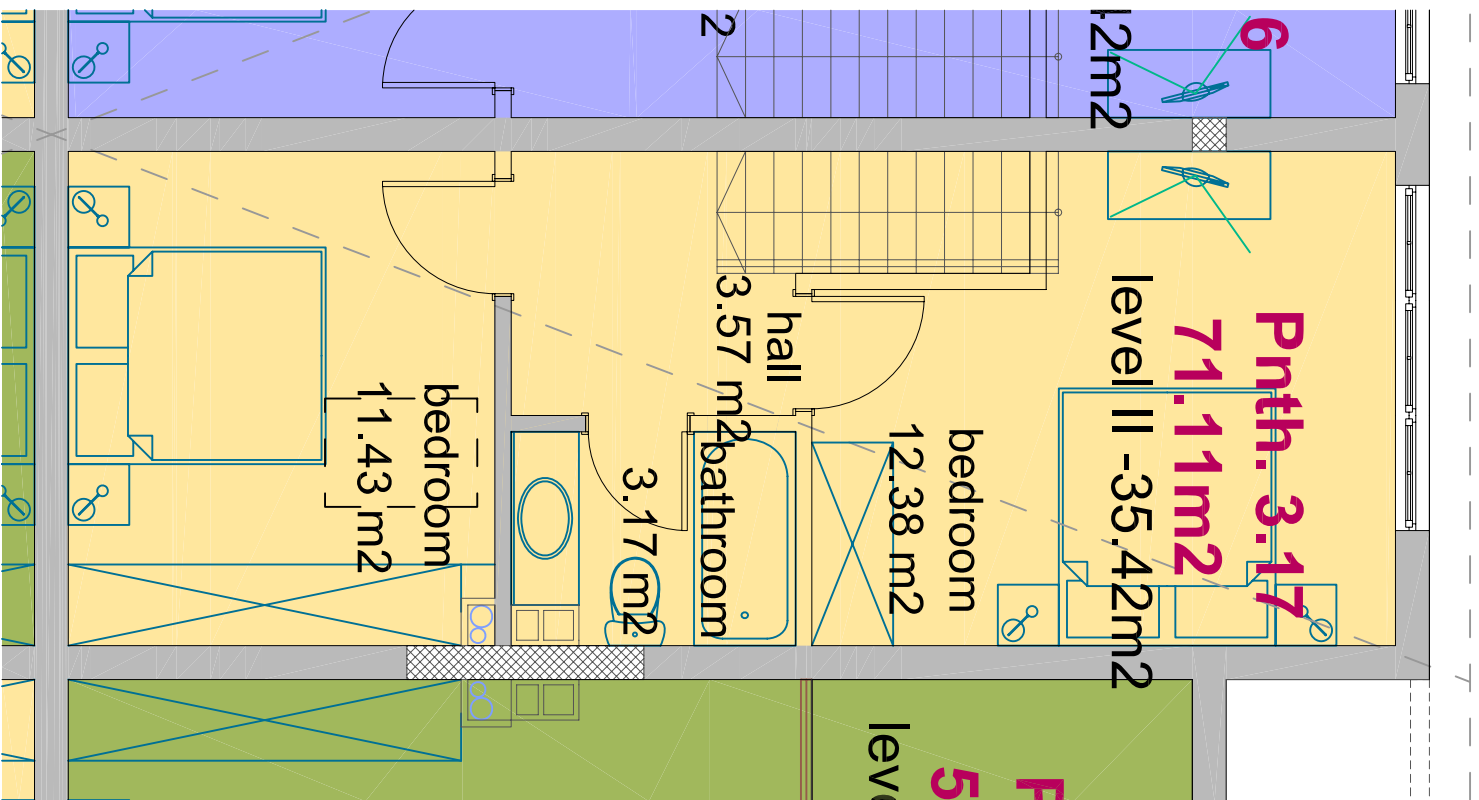 6
.2m2
2
Pnth. 3.17
71.11m2
level II -35.42m2
hall
3.57 m2
bedroom
12.38 m2
bathroom
3.17 m2
bedroom
11.43 m2
5